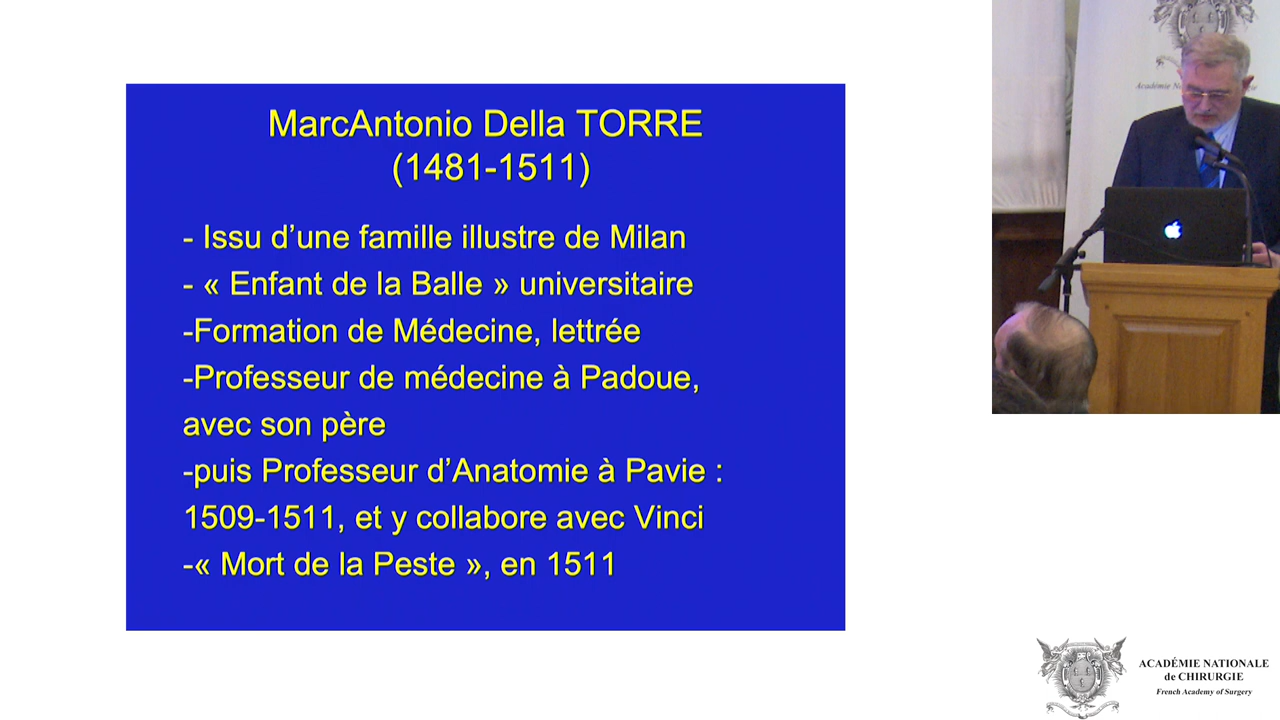 MarcAntonio Della TORRE
(1481-1511)
- Issu d’une famille illustre de Milan
- « Enfant de la Balle » universitaire
-Formation de Médecine, lettrée
-Professeur de médecine à Padoue,
avec son père
-puis Professeur d’Anatomie à Pavie :
1509-1511, et y collabore avec Vinci
-« Mort de la Peste », en 1511
Académie
CHIRURGIE
ACADÉMIE NATIONALE
de CHIRURGIE
French Academy of Surgery